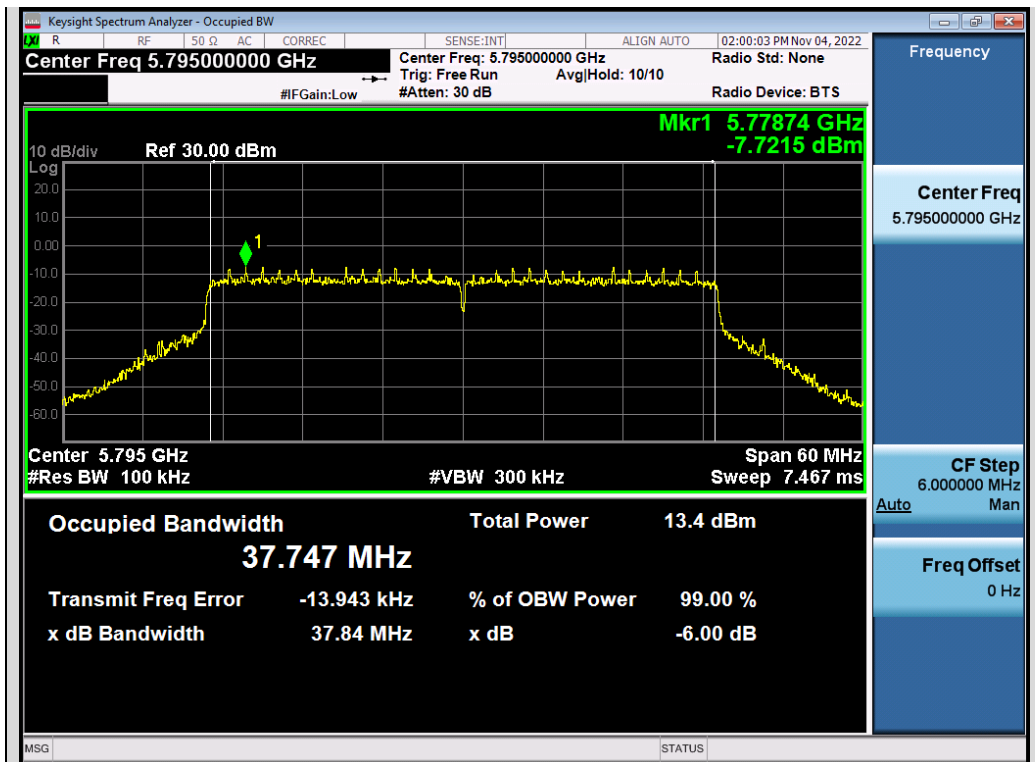 Keysight Spectrum Analyzer - Occupied BW
LXI R RF 50 Ω AC CORREC SENSE:INT ALIGN AUTO 02:00:03 PM Nov 04, 2022
Center Freq 5.795000000 GHz
Center Freq: 5.795000000 GHz Radio Std: None
Trig: Free Run Avg|Hold: 10/10
#IFGain:Low #Atten: 30 dB Radio Device: BTS
Frequency
Mkr1 5.77874 GHz
-7.7215 dBm
10 dB/div Ref 30.00 dBm
Log
20.0
10.0
0.00
-10.0
-20.0
-30.0
-40.0
-50.0
-60.0
1
Center 5.795 GHz Span 60 MHz
#Res BW 100 kHz #VBW 300 kHz Sweep 7.467 ms
Center Freq
5.795000000 GHz
CF Step
6.000000 MHz
Auto Man
Freq Offset
0 Hz
Occupied Bandwidth Total Power 13.4 dBm
37.747 MHz
Transmit Freq Error -13.943 kHz % of OBW Power 99.00 %
x dB Bandwidth 37.84 MHz x dB -6.00 dB
MSG STATUS